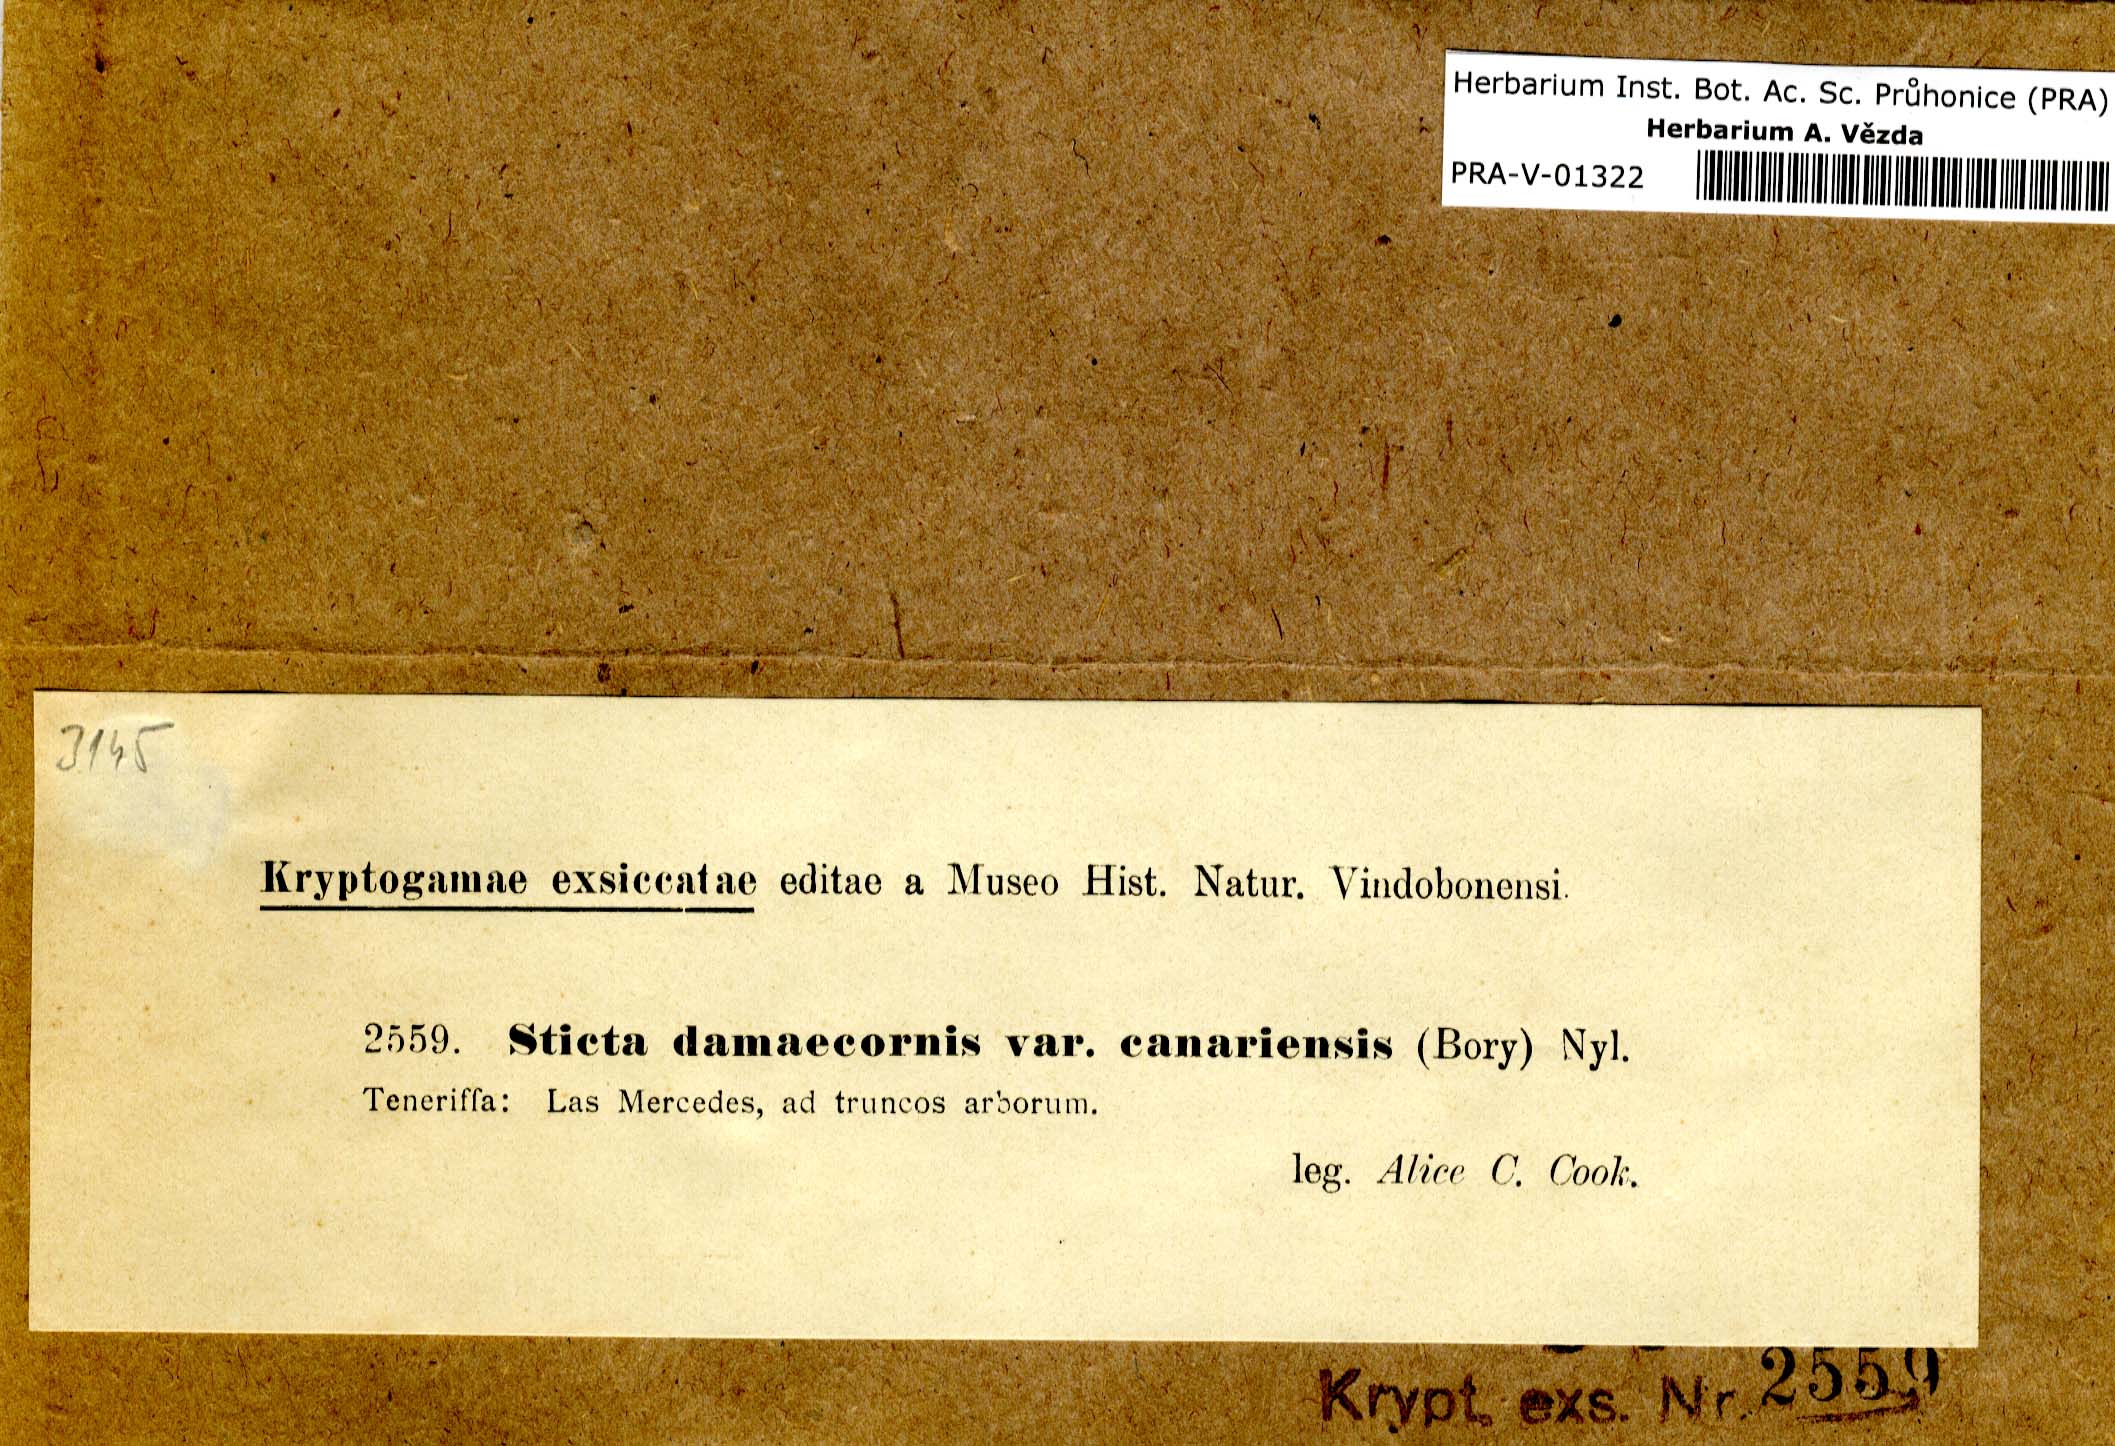 Herbarium Inst. Bot. Ac. Sc. Průhonice (PRA)
Herbarium A. Vězda
PRA-V-01322
3145
Kryptogamae exsiccatae editae a Museo Hist. Natur. Vindobonensi.
2559. Sticta damaecornis var. canariensis (Bory) Nyl.
Teneriffa: Las Mercedes, ad truncos arborum.
leg. Alice C. Cook.
Krypt. exs. Nr. 2559